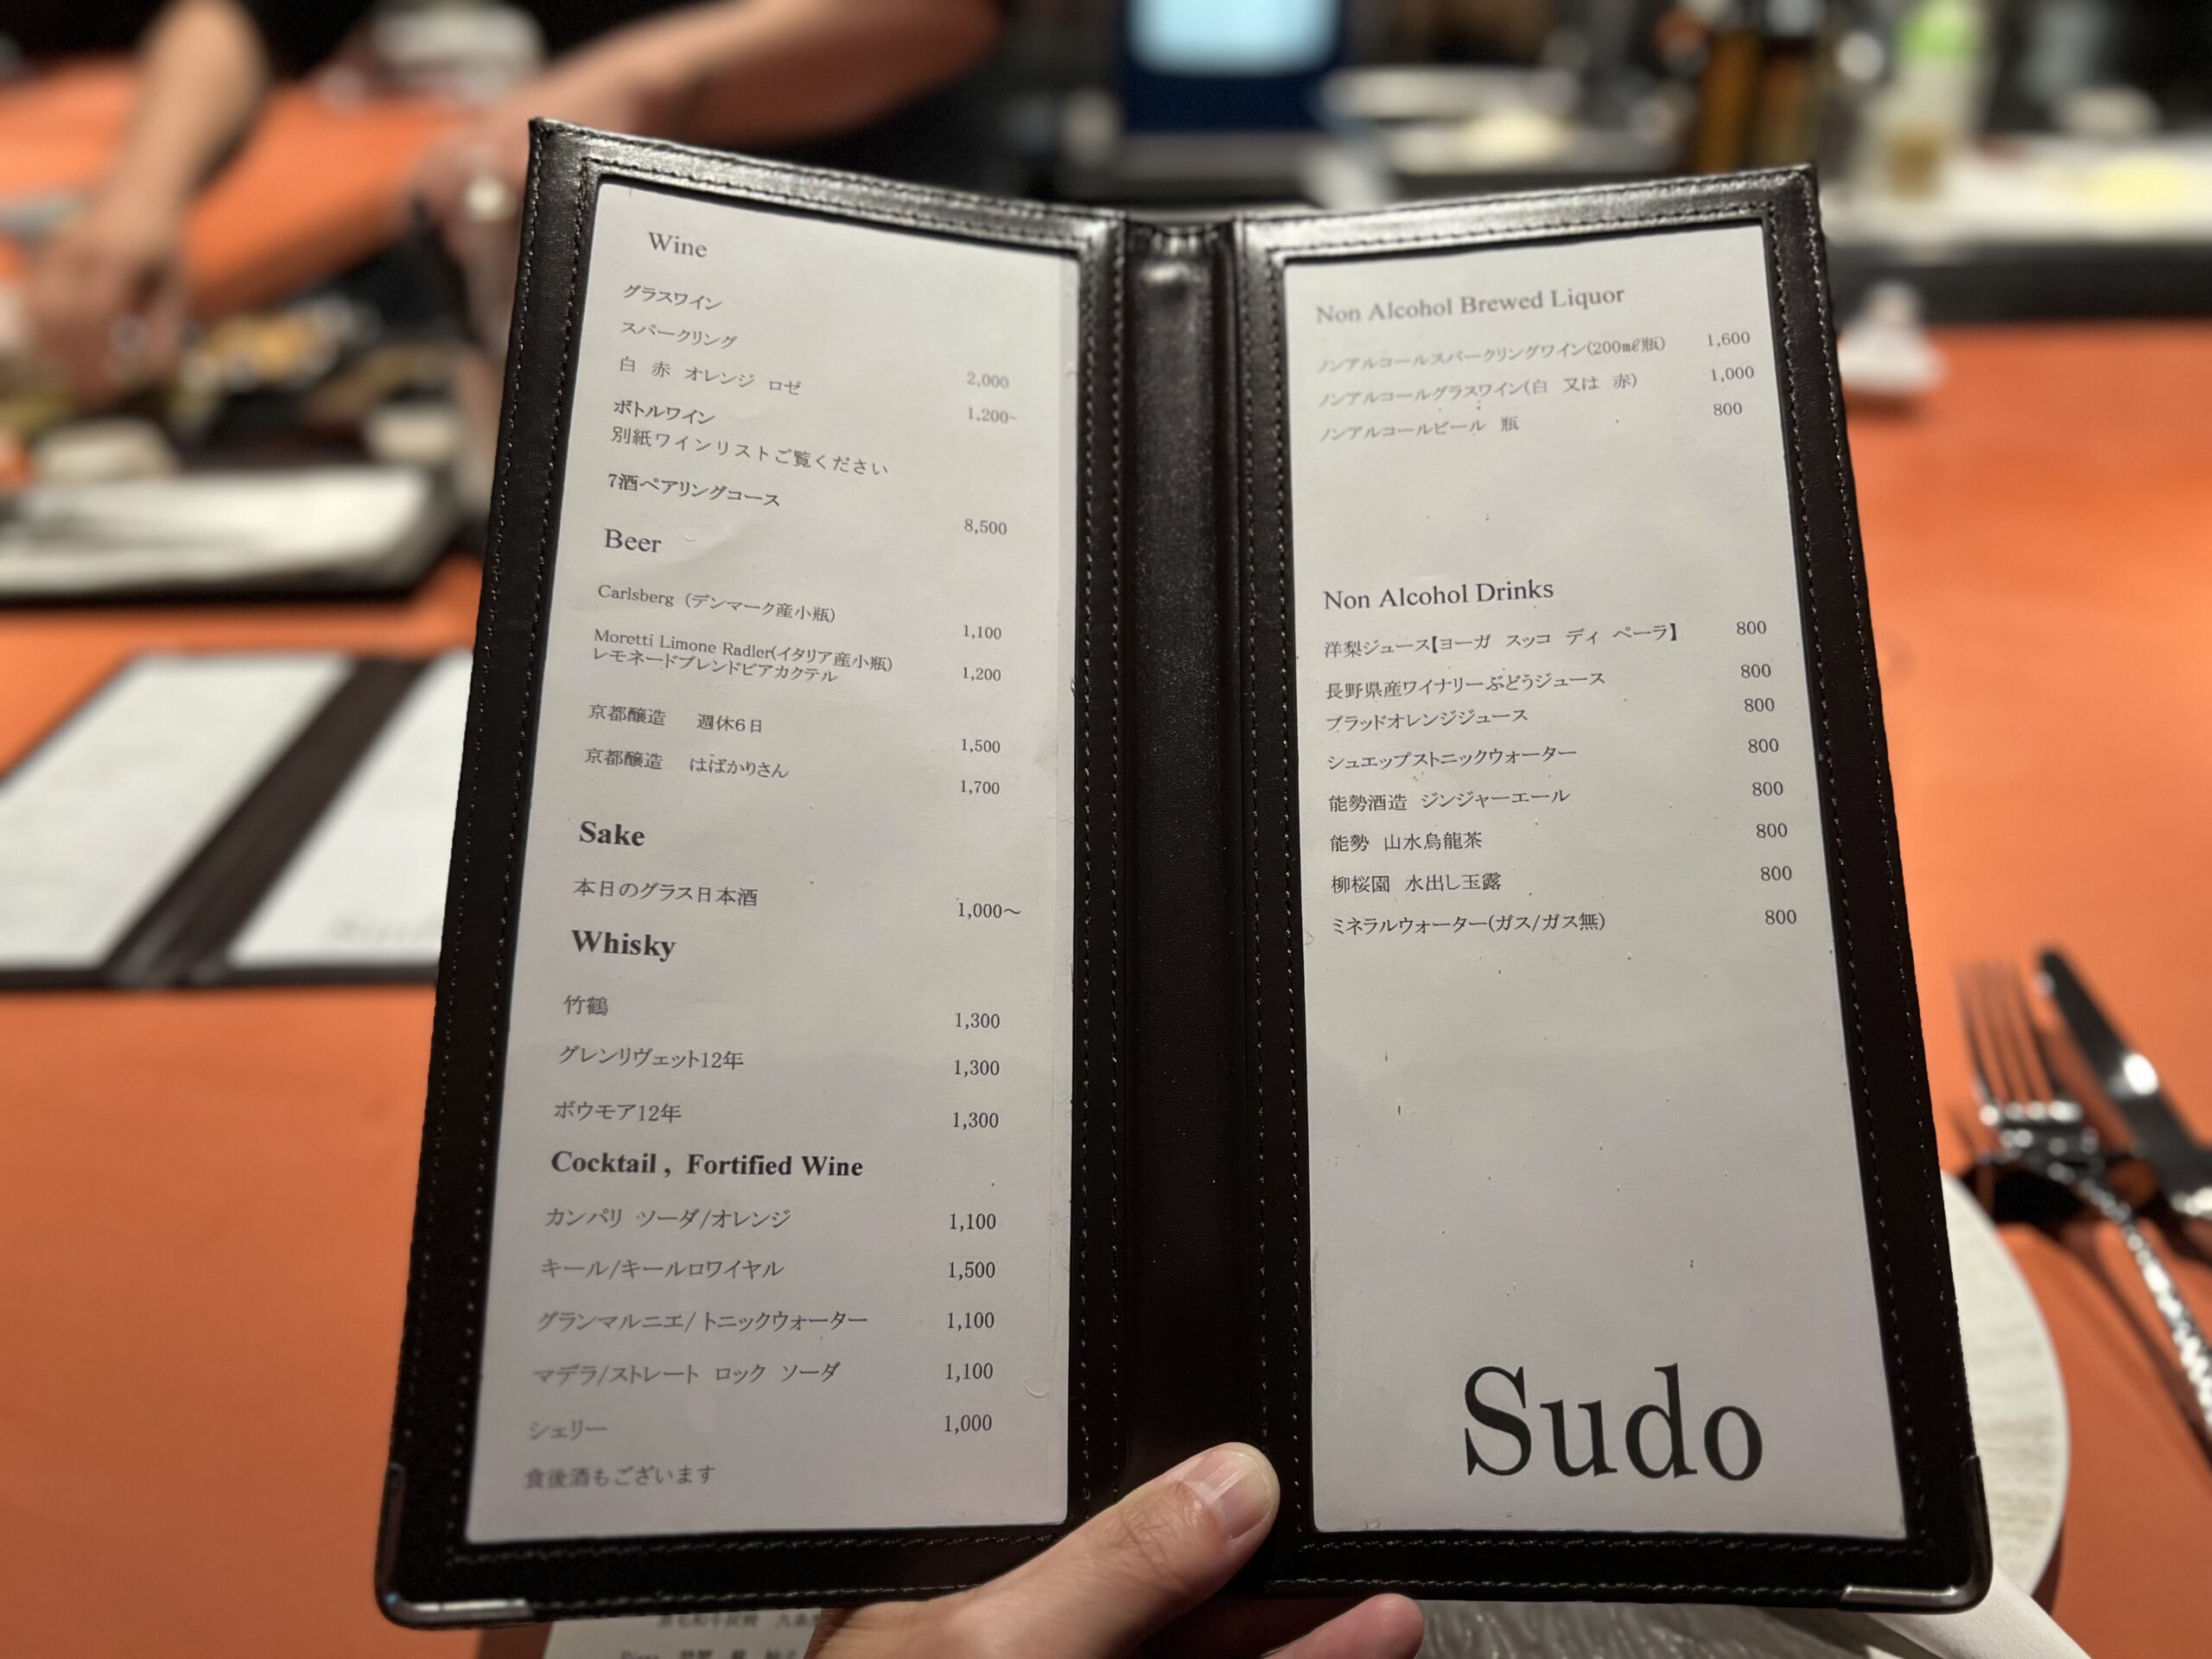 Wine
グラスワイン
スパークリング 2,000
白 赤 オレンジ ロゼ 1,200~
ボトルワイン
別紙ワインリストご覧ください
7酒ペアリングコース 8,500
Beer
Carlsberg (デンマーク産小瓶) 1,100
Moretti Limone Radler(イタリア産小瓶) 1,200
レモネードブレンドビアカクテル
京都醸造 週休6日 1,500
京都醸造 はばかりさん 1,700
Sake
本日のグラス日本酒 1,000～
Whisky
竹鶴 1,300
グレンリヴェット12年 1,300
ボウモア12年 1,300
Cocktail , Fortified Wine
カンパリ ソーダ/オレンジ 1,100
キール/キールロワイヤル 1,500
グランマルニエ/トニックウォーター 1,100
マデラ/ストレート ロック ソーダ 1,100
シェリー 1,000
食後酒もございます
Non Alcohol Brewed Liquor
ノンアルコールスパークリングワイン(200mℓ瓶) 1,600
ノンアルコールグラスワイン(白 又は 赤) 1,000
ノンアルコールビール 瓶 800
Non Alcohol Drinks
洋梨ジュース【ヨーガ スッコ ディ ペーラ】 800
長野県産ワイナリーぶどうジュース 800
ブラッドオレンジジュース 800
シュエップストニックウォーター 800
能勢酒造 ジンジャーエール 800
能勢 山水烏龍茶 800
柳桜園 水出し玉露 800
ミネラルウォーター(ガス/ガス無) 800
Sudo